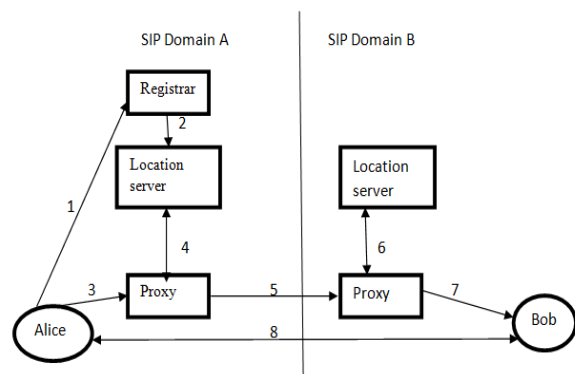 SIP Domain A
SIP Domain B
Registrar
2
Location
server
Location
server
1
4
6
3
Proxy
5
Proxy
7
Alice
8
Bob